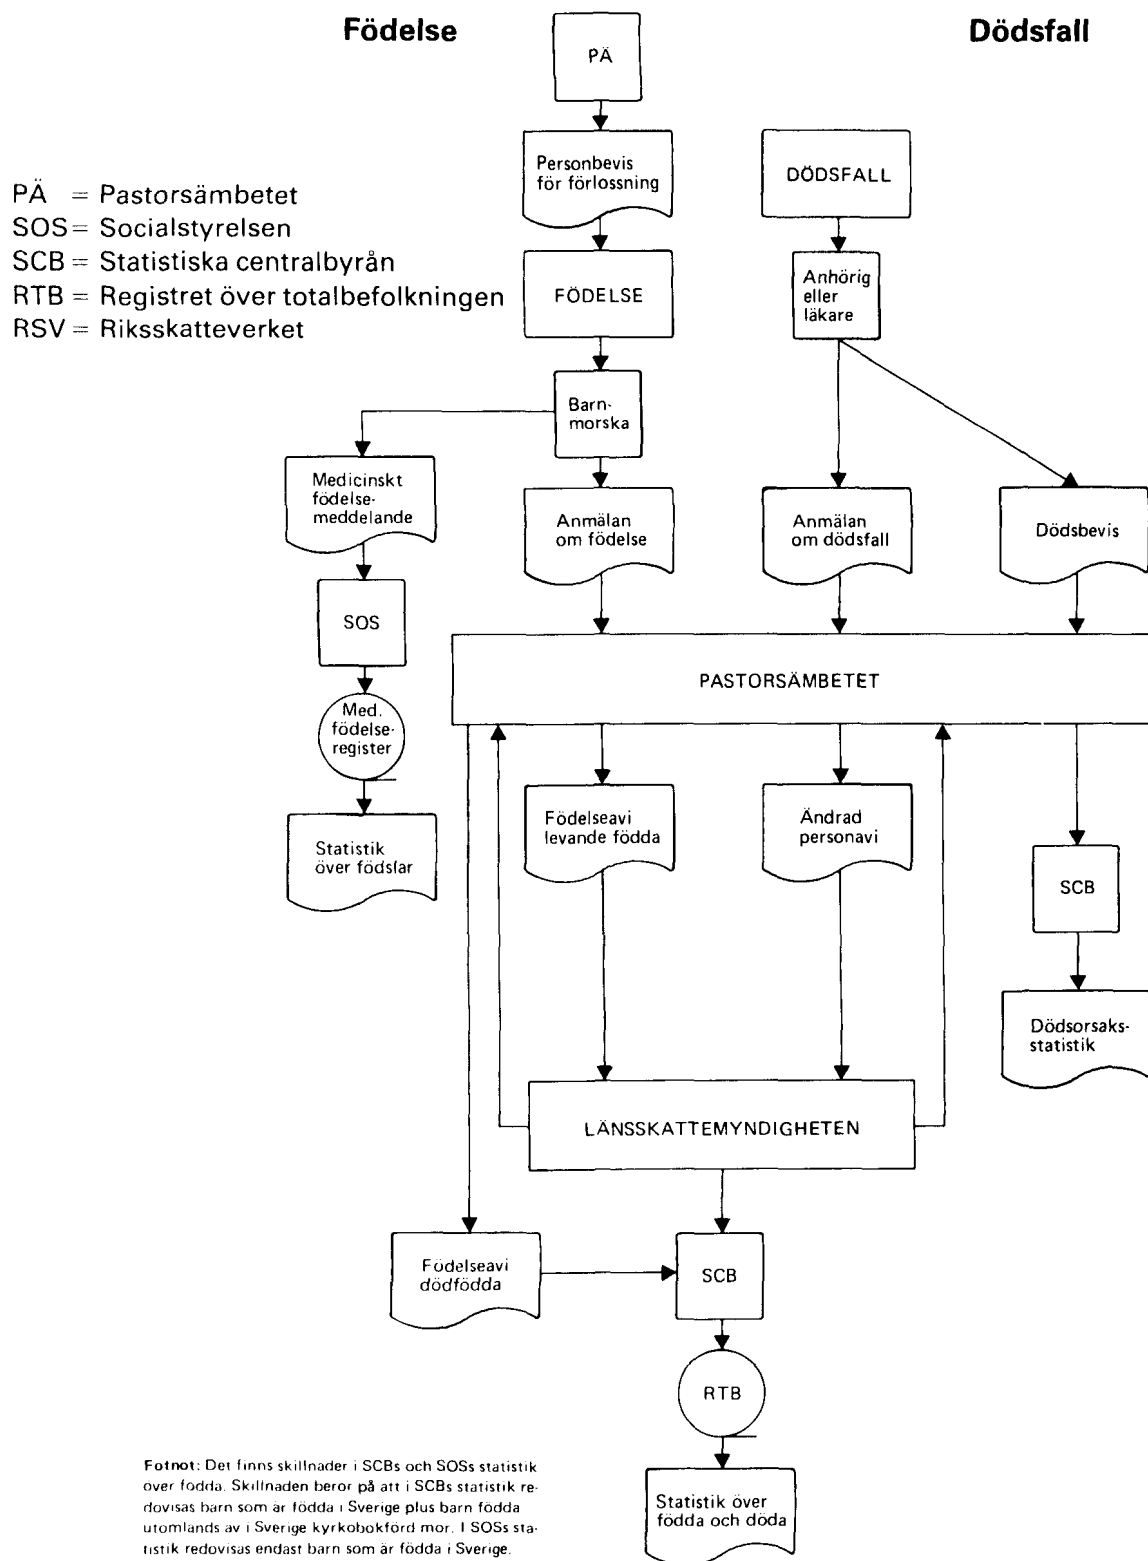 Födelse
Dödsfall
PÄ
Personbevis
för förlossning
DÖDSFALL
PÄ = Pastorsämbetet
SOS = Socialstyrelsen
SCB = Statistiska centralbyrån
RTB = Registret över totalbefolkningen
RSV = Riksskatteverket
FÖDELSE
Anhörig
eller
läkare
Barn-
morska
Medicinskt
födelse-
meddelande
Anmälan
om födelse
Anmälan
om dödsfall
Dödsbevis
SOS
PASTORSÄMBETET
Med.
födelse-
register
Födelseavi
levande födda
Ändrad
personavi
Statistik
över födslar
SCB
Dödsorsaks-
statistik
LÄNSSKATTEMYNDIGHETEN
Födelseavi
dödfödda
SCB
RTB
Statistik över
födda och döda
Fotnot: Det finns skillnader i SCBs och SOSs statistik
över födda. Skillnaden beror på att i SCBs statistik re-
dovisas barn som är födda i Sverige plus barn födda
utomlands av i Sverige kyrkobokförd mor. I SOSs sta-
tistik redovisas endast barn som är födda i Sverige.